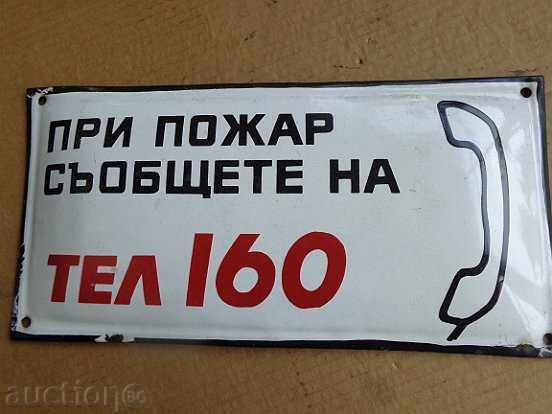 ПРИ ПОЖАР
СЪОБЩЕТЕ НА
ТЕЛ 160
auction.bg